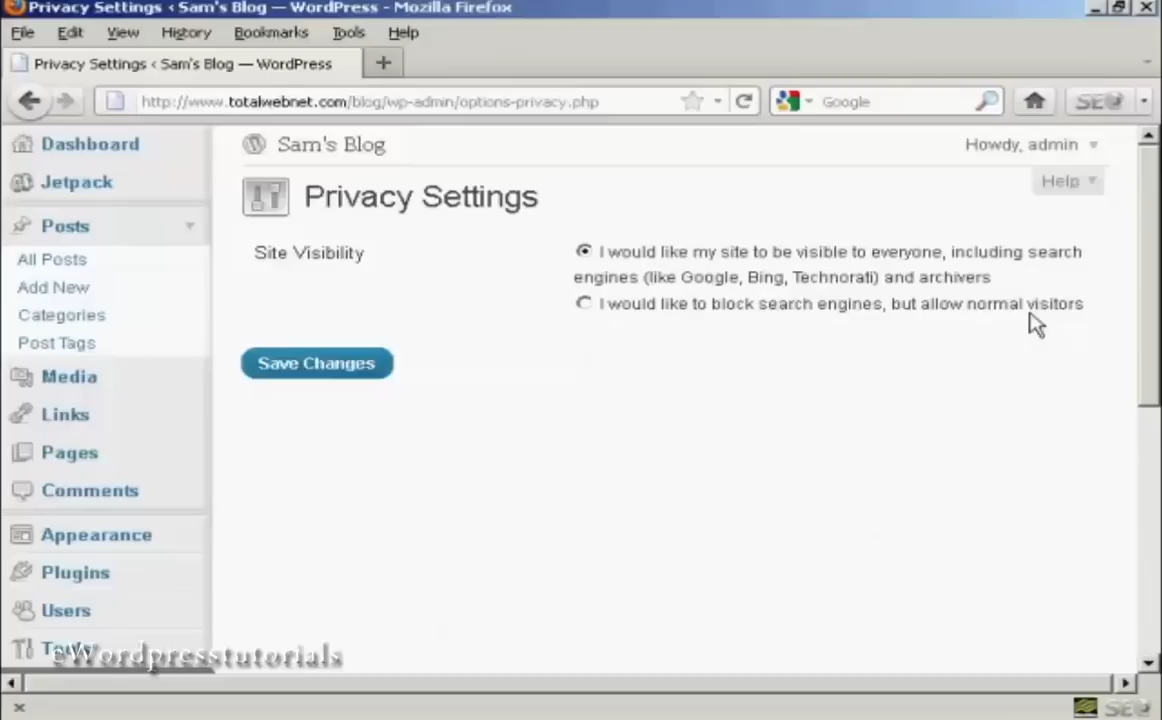 Privacy Settings ‹ Sam's Blog — WordPress - Mozilla Firefox
File Edit View History Bookmarks Tools Help
Privacy Settings ‹ Sam's Blog — WordPress
http://www.totalwebnet.com/blog/wp-admin/options-privacy.php
Google
Dashboard
Jetpack
Posts
All Posts
Add New
Categories
Post Tags
Media
Links
Pages
Comments
Appearance
Plugins
Users
Sam's Blog
Howdy, admin
Help
Privacy Settings
Site Visibility
I would like my site to be visible to everyone, including search
engines (like Google, Bing, Technorati) and archivers
I would like to block search engines, but allow normal visitors
Save Changes
eWordpresstutorials